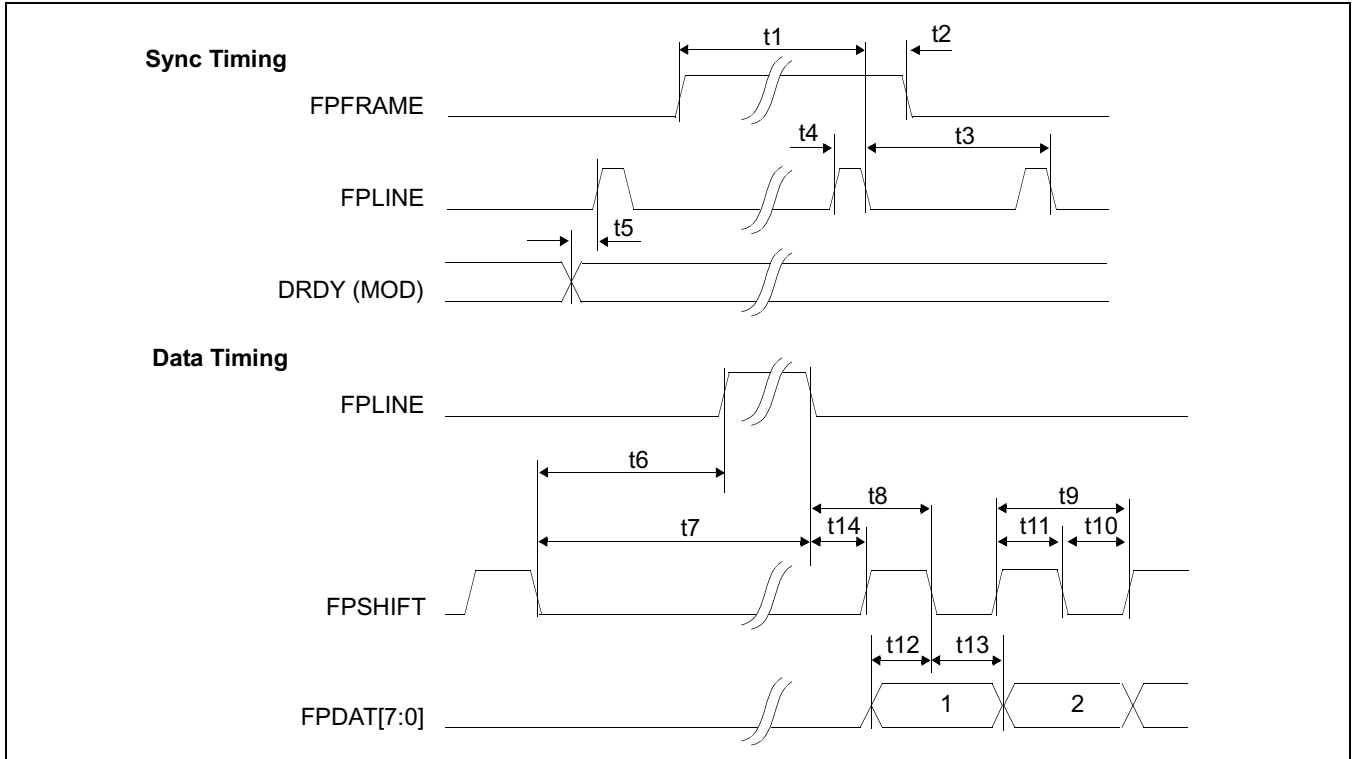 Sync Timing
t1
t2
FPFRAME
t4
t3
FPLINE
t5
DRDY (MOD)
Data Timing
FPLINE
t6
t8
t9
t7
t14
t11
t10
FPSHIFT
t12
t13
FPDAT[7:0]
1
2